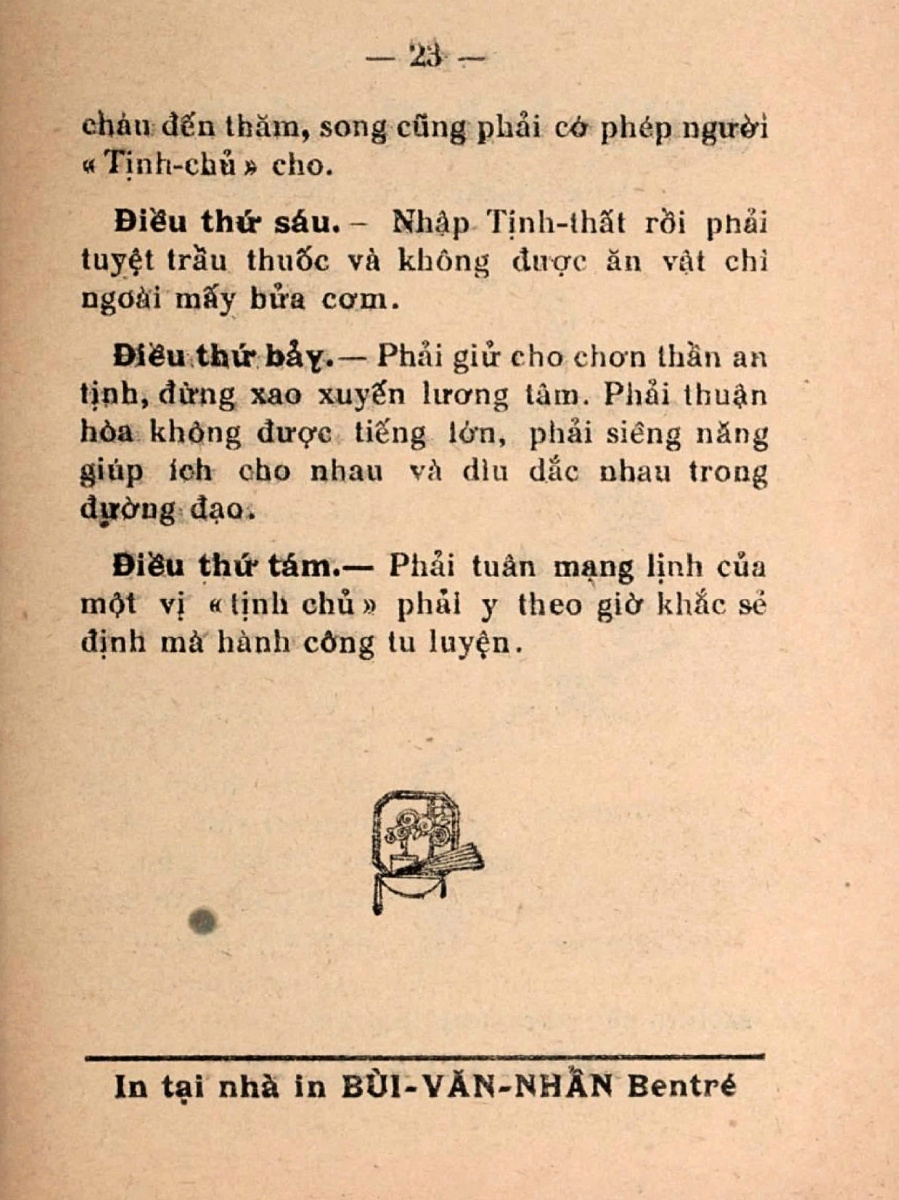 — 23 —
cháu đến thăm, song cũng phải có phép người
« Tịnh-chủ » cho.
Điều thứ sáu. – Nhập Tịnh-thất rồi phải
tuyệt trầu thuốc và không được ăn vật chi
ngoài mấy bửa cơm.
Điều thứ bảy.— Phải giử cho chơn thần an
tịnh, đừng xao xuyến lương tâm. Phải thuận
hòa không được tiếng lớn, phải siêng năng
giúp ích cho nhau và dìu dắc nhau trong
đường đạo.
Điều thứ tám.— Phải tuân mạng lịnh của
một vị « tịnh chủ » phải y theo giờ khắc sẻ
định mà hành công tu luyện.
In tại nhà in BÙI-VĂN-NHẪN Bentré